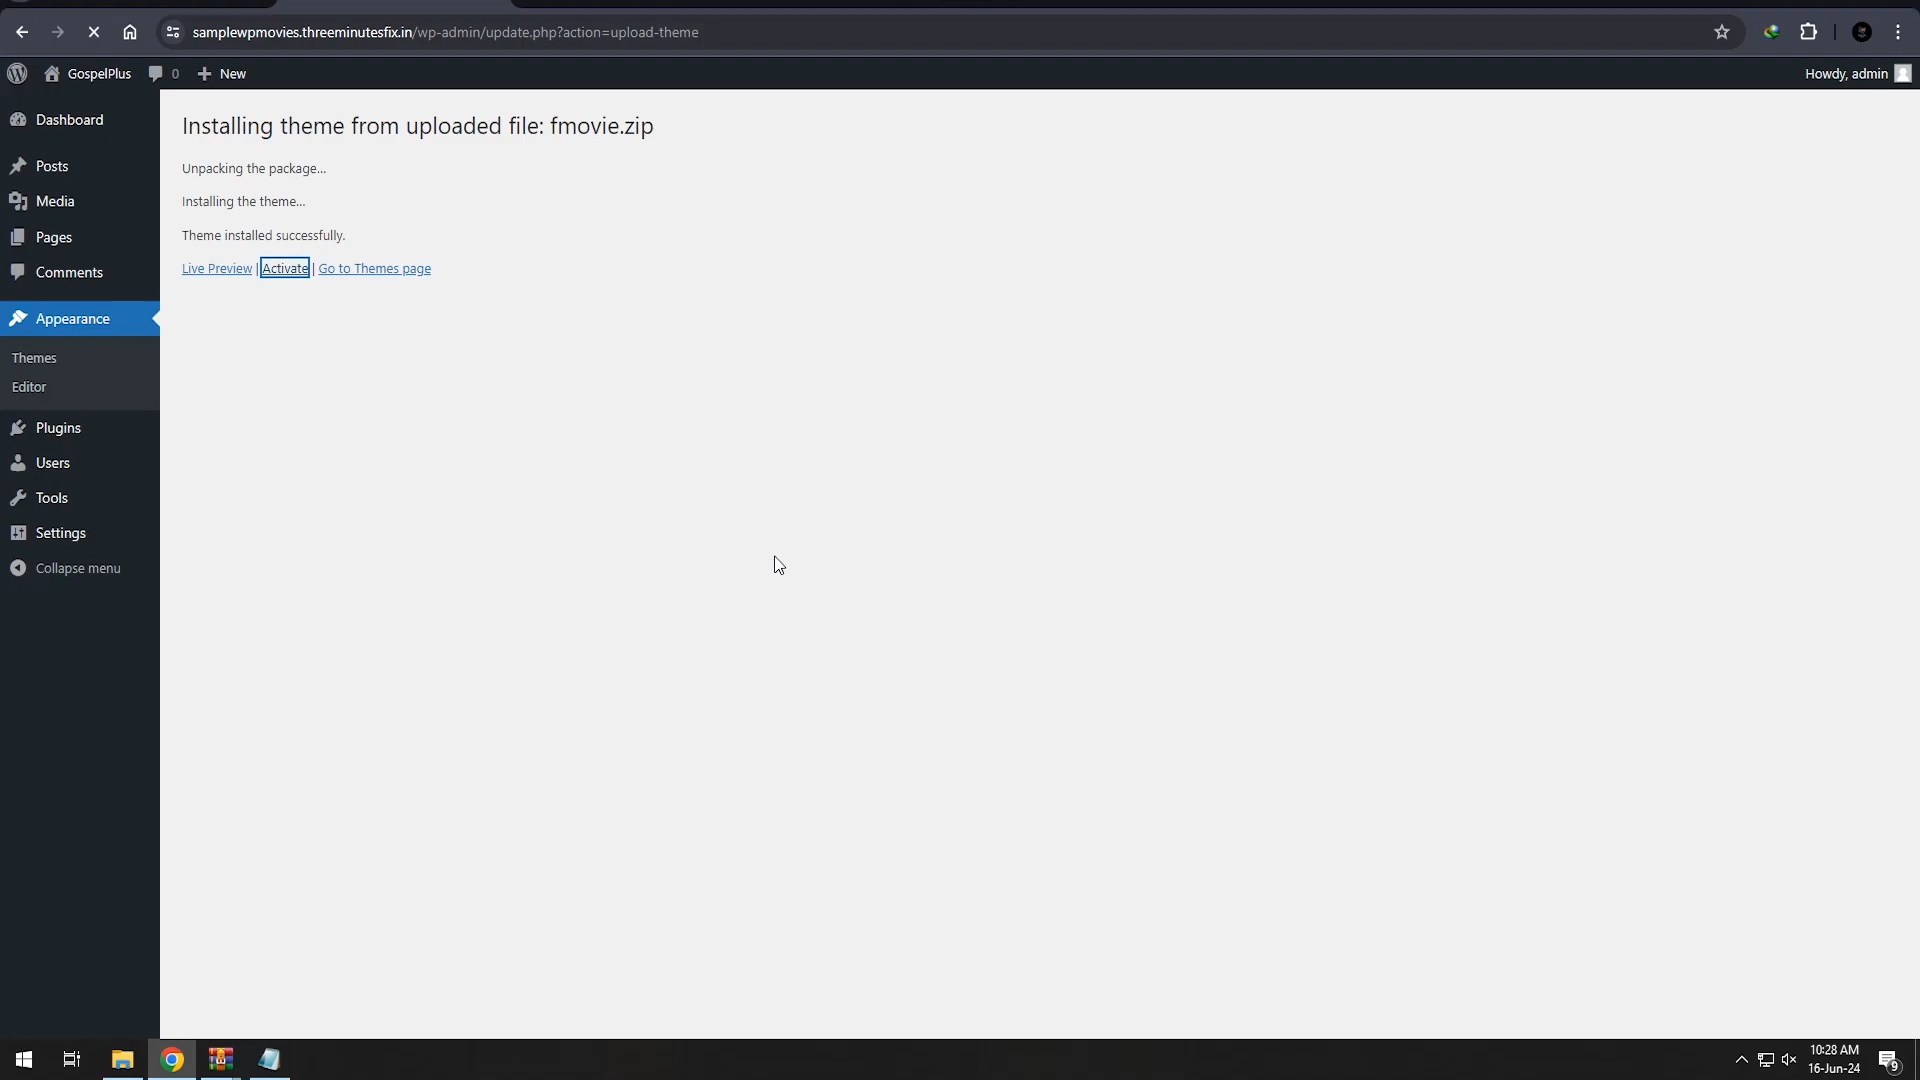 samplewpmovies.threeminutesfix.in/wp-admin/update.php?action=upload-theme
GospelPlus 0 New Howdy, admin
Dashboard
Posts
Media
Pages
Comments
Appearance
Themes
Editor
Plugins
Users
Tools
Settings
Collapse menu
Installing theme from uploaded file: fmovie.zip
Unpacking the package...
Installing the theme...
Theme installed successfully.
Live Preview | Activate | Go to Themes page
10:28 AM
16-Jun-24
9